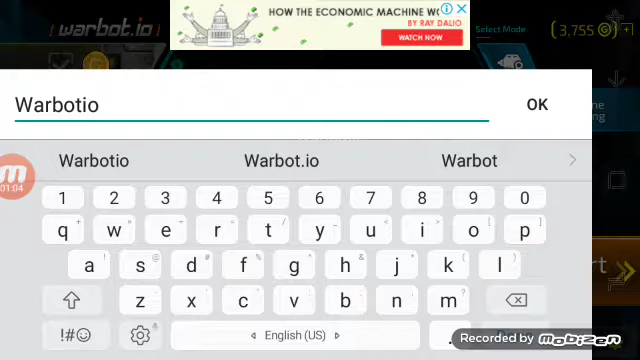 HOW THE ECONOMIC MACHINE WO
BY RAY DALIO
WATCH NOW
warbot.io
Select Mode
3,755
Warbotio
OK
Warbotio Warbot.io Warbot
01:04
1 2 3 4 5 6 7 8 9 0
q w e r t y u i o p
a s d f g h j k l
z x c v b n m
!#☺ English (US) .
Recorded by MOBIZEN